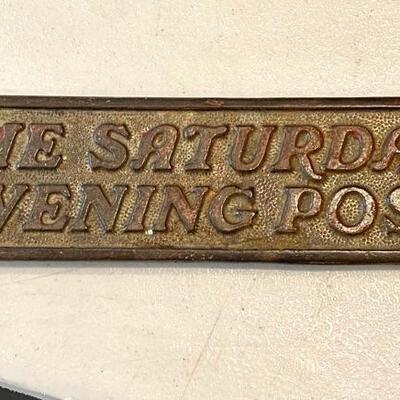 HE SATURDA
VENING POS